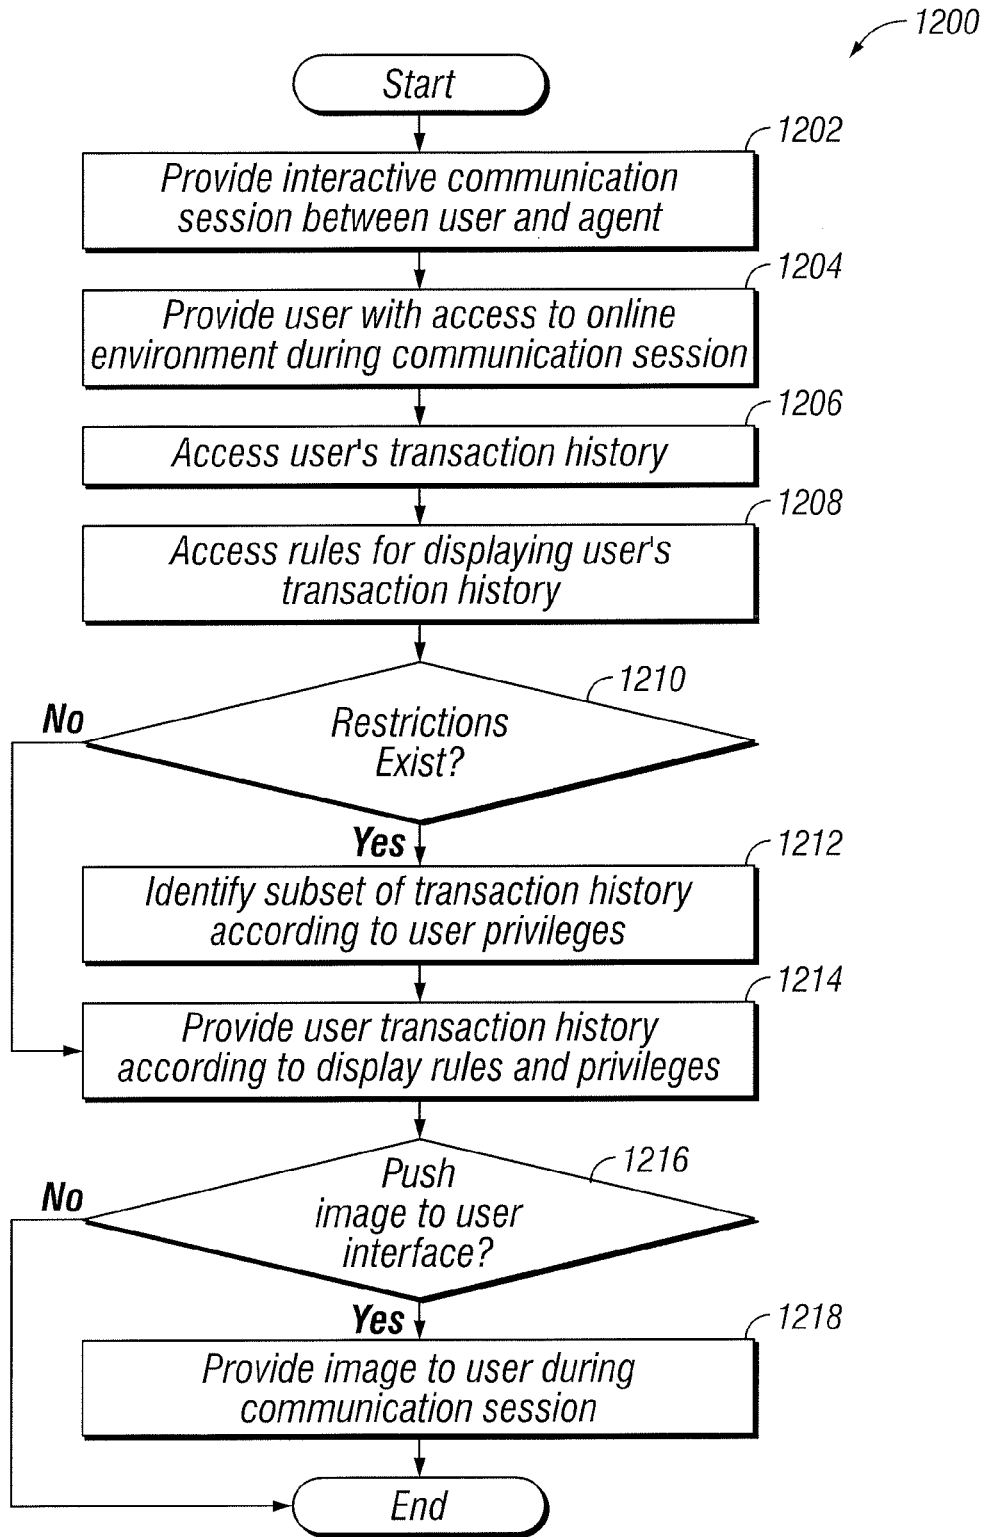 1200
Start
1202
Provide interactive communication
session between user and agent
1204
Provide user with access to online
environment during communication session
1206
Access user's transaction history
1208
Access rules for displaying user's
transaction history
1210
No
Restrictions
Exist?
Yes
1212
Identify subset of transaction history
according to user privileges
1214
Provide user transaction history
according to display rules and privileges
1216
No
Push
image to user
interface?
Yes
1218
Provide image to user during
communication session
End